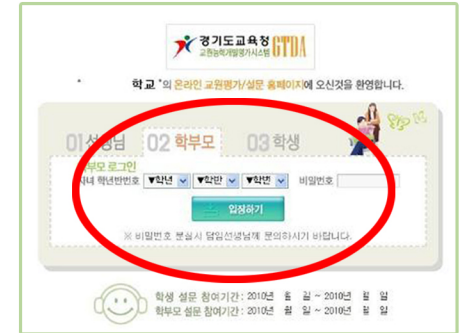 경기도교육청
교원능력개발평가시스템 GTDA
학교 "의 온라인 교원평가/설문 홈페이지에 오신것을 환영합니다.
01 선생님 02 학부모 03 학생
학부모 로그인
자녀 학년반번호 ▼학년 ▼학반 ▼학번 비밀번호
입장하기
※ 비밀번호 분실시 담임선생님께 문의하시기 바랍니다.
학생 설문 참여기간 : 2010년 월 일 ~ 2010년 월 일
학부모 설문 참여기간 : 2010년 월 일 ~ 2010년 월 일